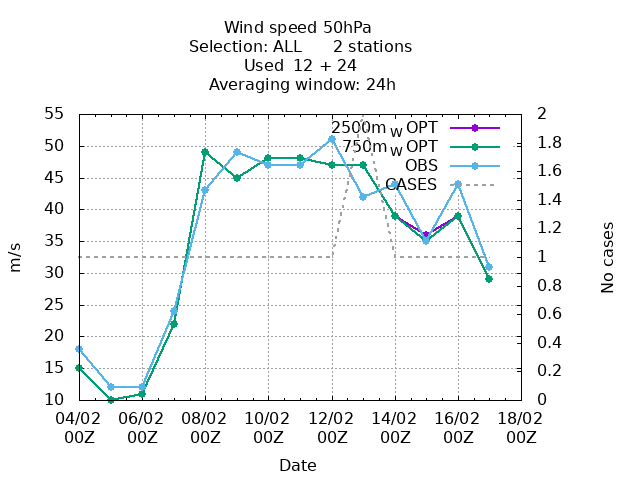 Wind speed 50hPa
Selection: ALL 2 stations
Used 12 + 24
Averaging window: 24h
2500m W OPT
750m W OPT
OBS
CASES
55
50
45
40
35
30
25
20
15
10
2
1.8
1.6
1.4
1.2
1
0.8
0.6
0.4
0.2
0
m/s
No cases
04/02 06/02 08/02 10/02 12/02 14/02 16/02 18/02
00Z 00Z 00Z 00Z 00Z 00Z 00Z 00Z
Date